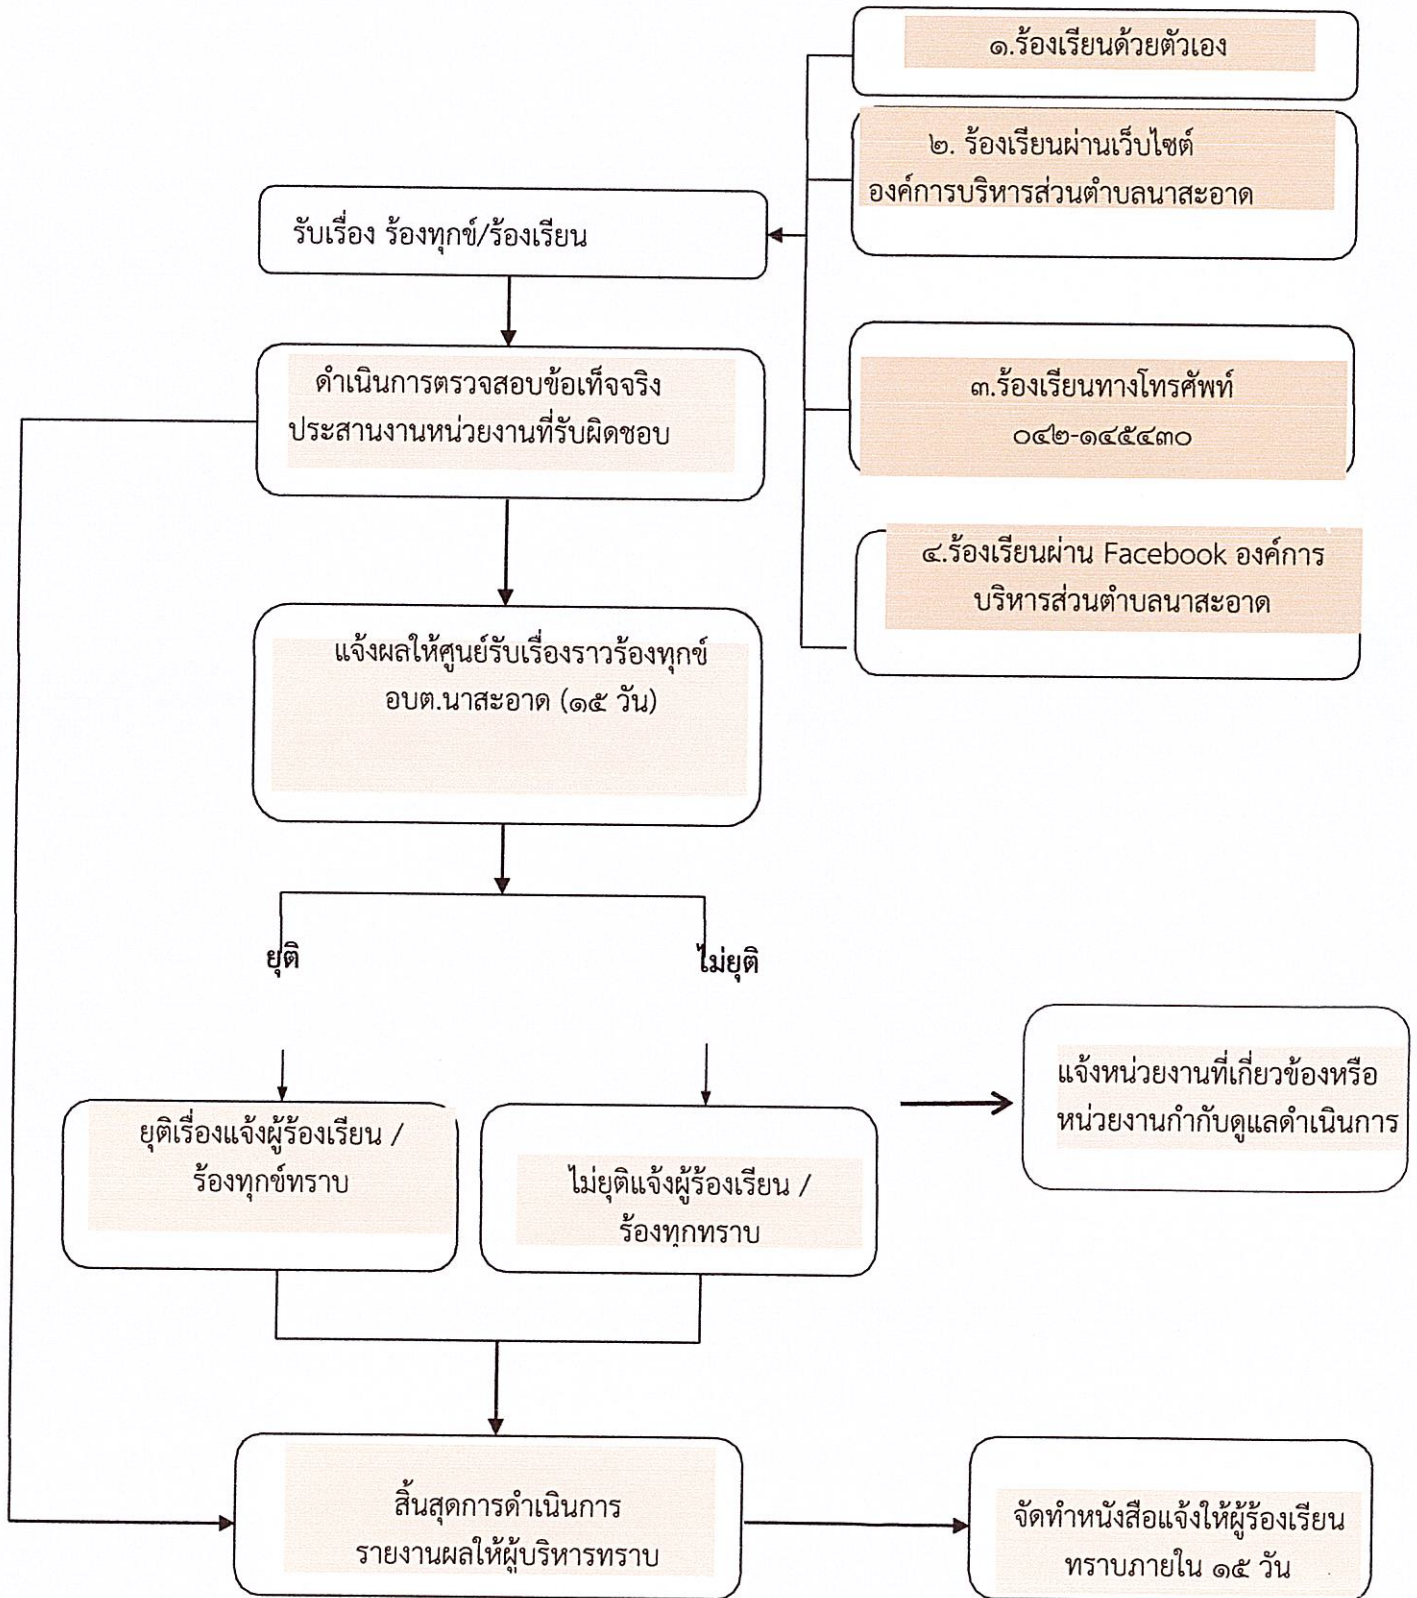 ๑.ร้องเรียนด้วยตัวเอง
๒. ร้องเรียนผ่านเว็บไซต์
องค์การบริหารส่วนตำบลนาสะอาด
รับเรื่อง ร้องทุกข์/ร้องเรียน
๓.ร้องเรียนทางโทรศัพท์
๐๔๒-๑๔๕๔๓๐
ดำเนินการตรวจสอบข้อเท็จจริง
ประสานงานหน่วยงานที่รับผิดชอบ
๔.ร้องเรียนผ่าน Facebook องค์การ
บริหารส่วนตำบลนาสะอาด
แจ้งผลให้ศูนย์รับเรื่องราวร้องทุกข์
อบต.นาสะอาด (๑๕ วัน)
ยุติ
ไม่ยุติ
แจ้งหน่วยงานที่เกี่ยวข้องหรือ
หน่วยงานกำกับดูแลดำเนินการ
ยุติเรื่องแจ้งผู้ร้องเรียน /
ร้องทุกข์ทราบ
ไม่ยุติแจ้งผู้ร้องเรียน /
ร้องทุกทราบ
สิ้นสุดการดำเนินการ
รายงานผลให้ผู้บริหารทราบ
จัดทำหนังสือแจ้งให้ผู้ร้องเรียน
ทราบภายใน ๑๕ วัน